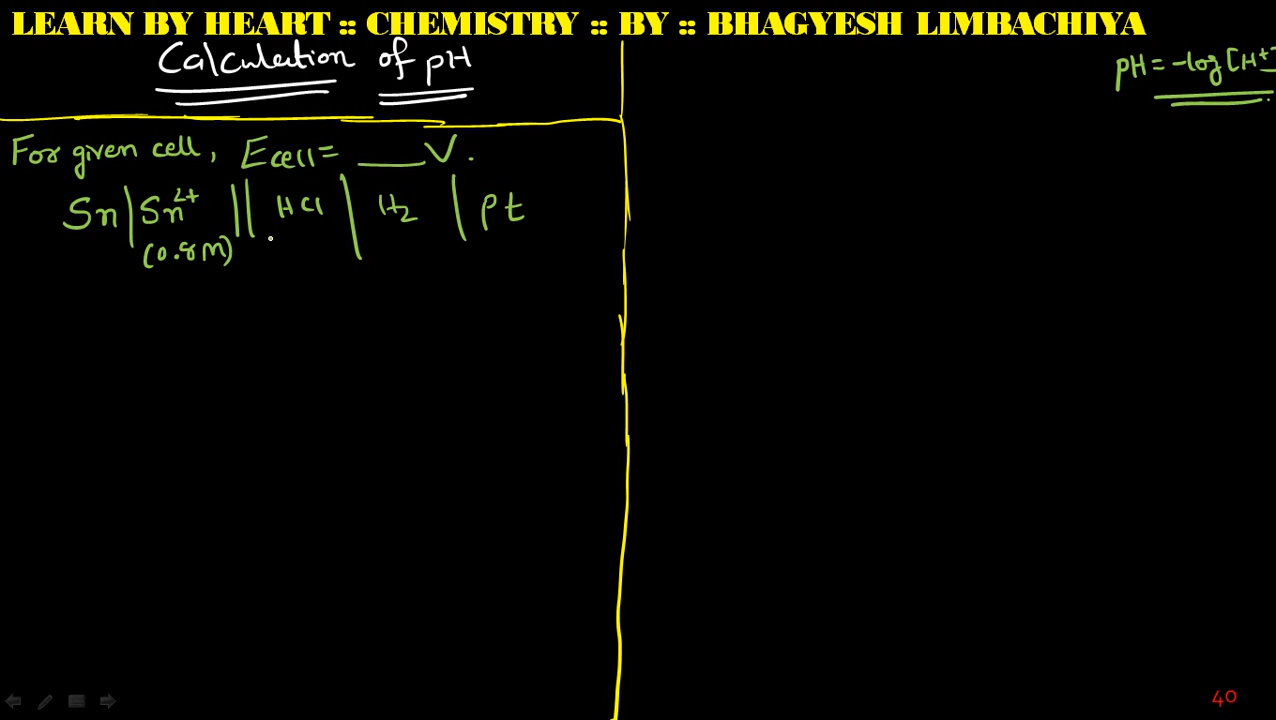 LEARN BY HEART :: CHEMISTRY :: BY :: BHAGYESH LIMBACHIYA
Calculation of pH
pH = -log[H+]
For given cell, Ecell = ___ V.
Sn | Sn2+ || HCl | H2 | Pt
(0.8M)
40